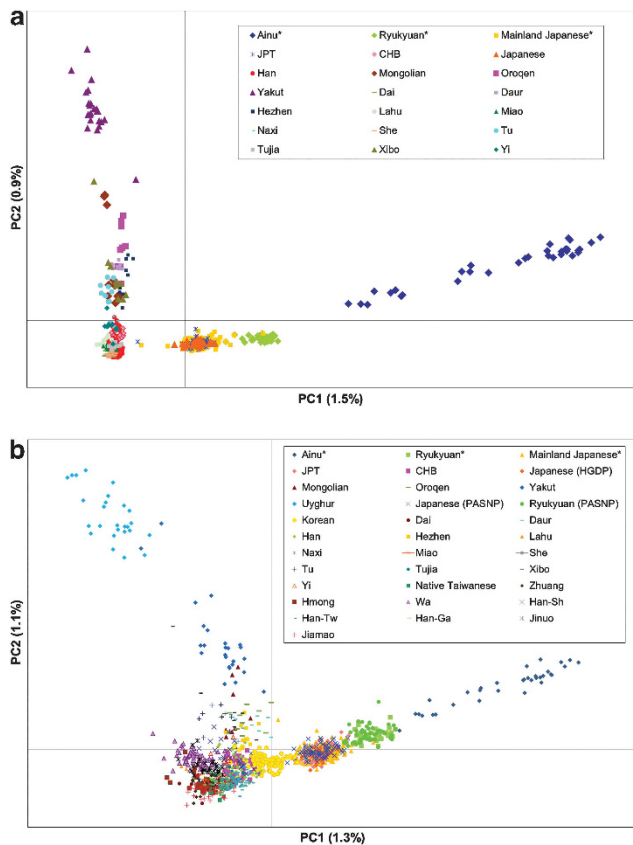 a
Ainu* Ryukyuan* Mainland Japanese*
JPT CHB Japanese
Han Mongolian Oroqen
Yakut Dai Daur
Hezhen Lahu Miao
Naxi She Tu
Tujia Xibo Yi
PC2 (0.9%)
PC1 (1.5%)
b
Ainu* Ryukyuan* Mainland Japanese*
JPT CHB Japanese (HGDP)
Mongolian Oroqen Yakut
Uyghur Japanese (PASNP) Ryukyuan (PASNP)
Korean Dai Daur
Han Hezhen Lahu
Naxi Miao She
Tu Tujia Xibo
Yi Native Taiwanese Zhuang
Hmong Wa Han-Sh
Han-Tw Han-Ga Jinuo
Jiamao
PC2 (1.1%)
PC1 (1.3%)